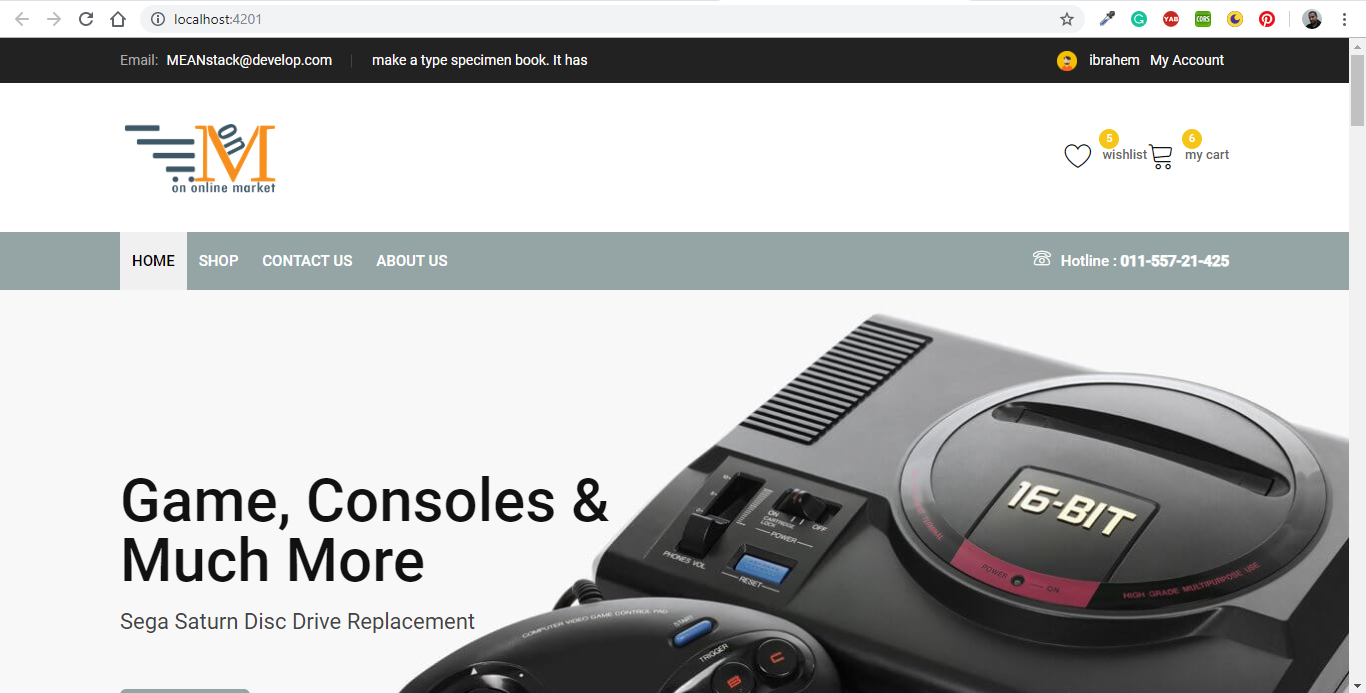 localhost:4201
YAB
CORS
Email: MEANstack@develop.com make a type specimen book. It has
ibrahem My Account
on
M
on online market
5
wishlist
6
my cart
HOME SHOP CONTACT US ABOUT US
Hotline : 011-557-21-425
16-BIT
ON
OFF
CARTRIDGE
LOCK
POWER
PHONES VOL
RESET
POWER
ON
HIGH GRADE MULTIPURPOSE USE
Game, Consoles &
Much More
Sega Saturn Disc Drive Replacement
COMPUTER VIDEO GAME CONTROL PAD
START
TRIGGER
C
B